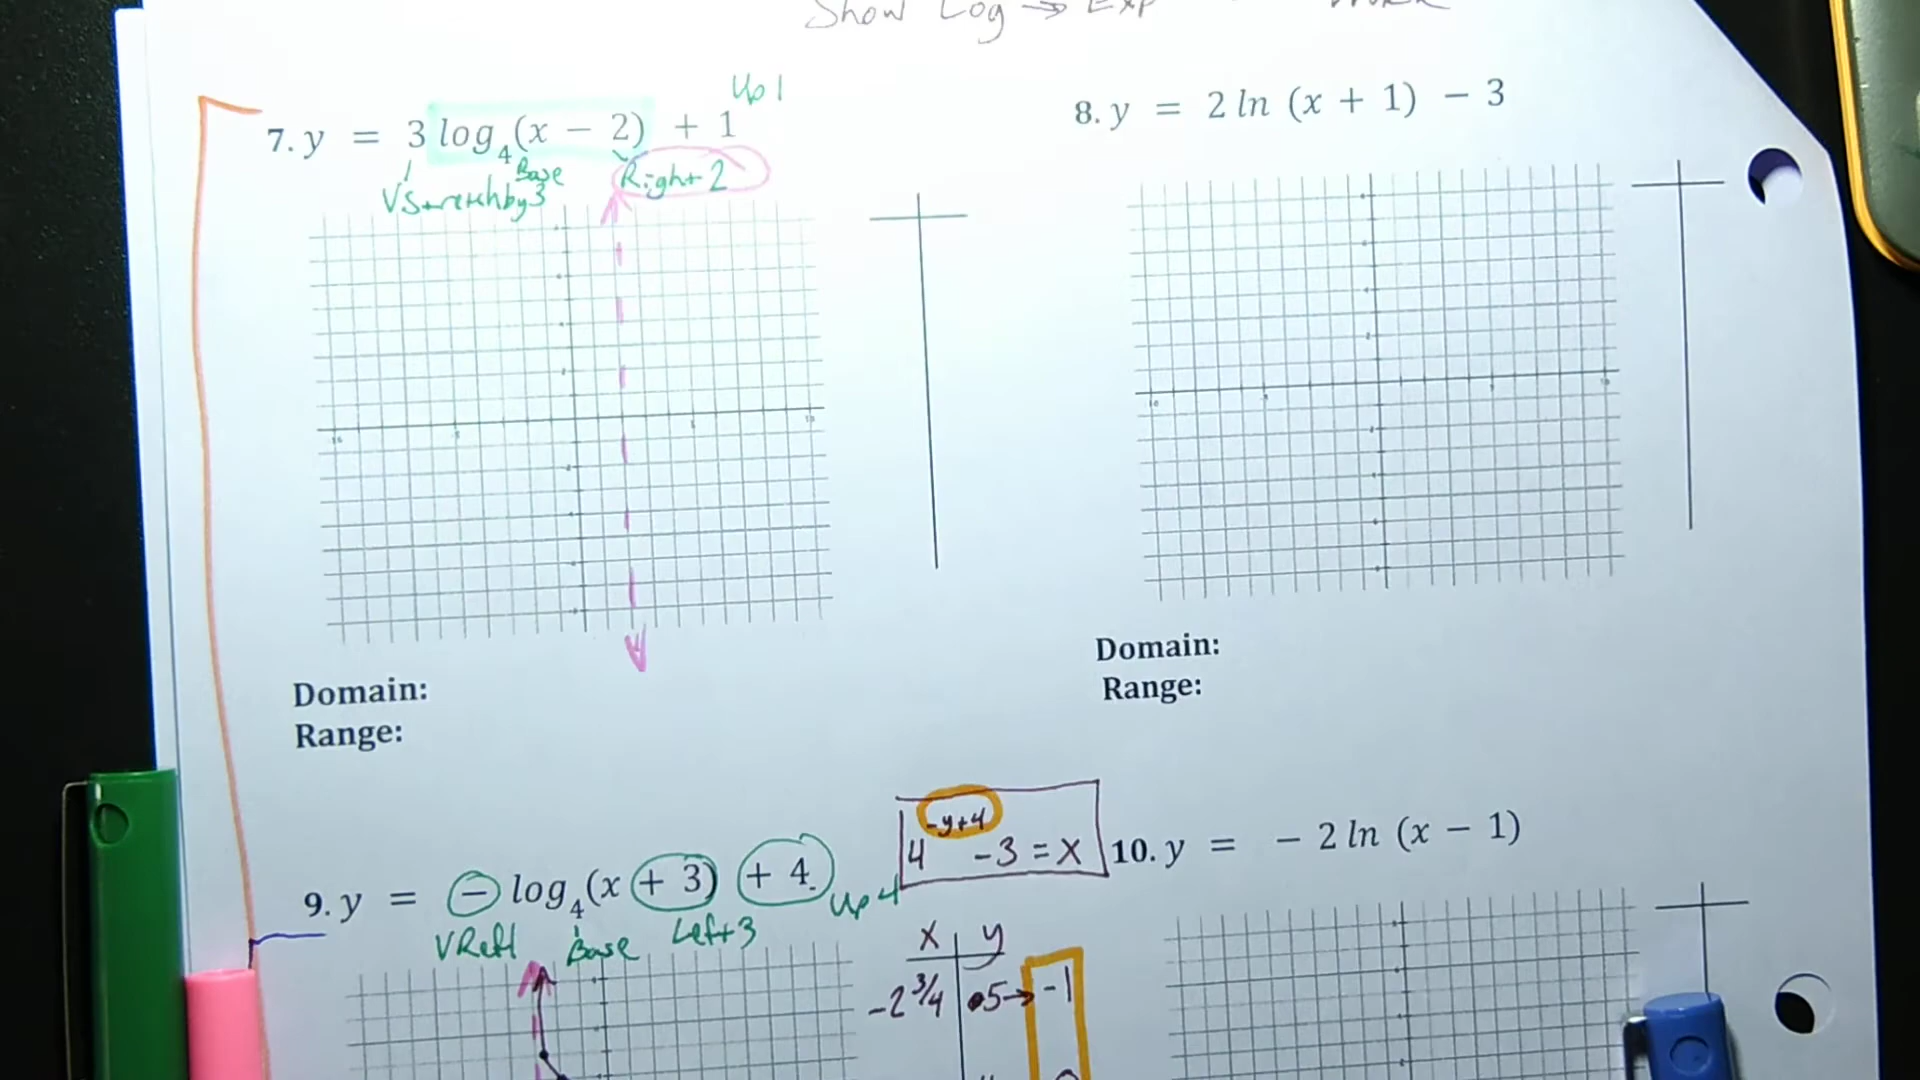 Show Log → Exp
Up 1
7. y = 3 log₄(x − 2) + 1
8. y = 2 ln (x + 1) − 3
Base
Right 2
VStretch by 3
Domain:
Range:
Domain:
Range:
4^(-y+4) - 3 = x
9. y = − log₄(x + 3) + 4
10. y = − 2 ln (x − 1)
Up 4
VRefl
Base
Left 3
x y
-2 3/4 5 → -1